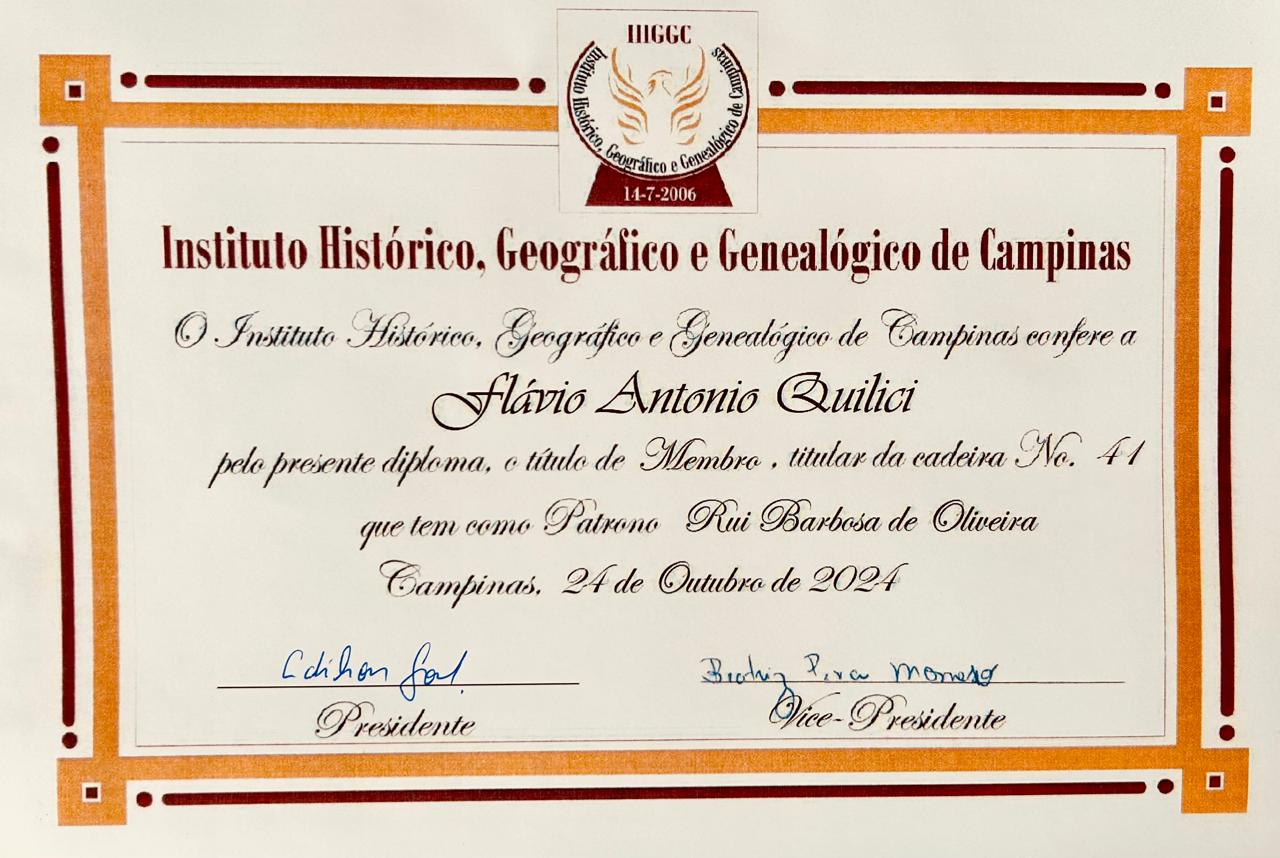 IHGGC
Instituto Histórico, Geográfico e Genealógico de Campinas
14-7-2006
Instituto Histórico, Geográfico e Genealógico de Campinas
O Instituto Histórico, Geográfico e Genealógico de Campinas confere a
Flávio Antonio Quilici
pelo presente diploma, o título de Membro, titular da cadeira No. 41
que tem como Patrono Rui Barbosa de Oliveira
Campinas, 24 de Outubro de 2024
Presidente
Vice-Presidente